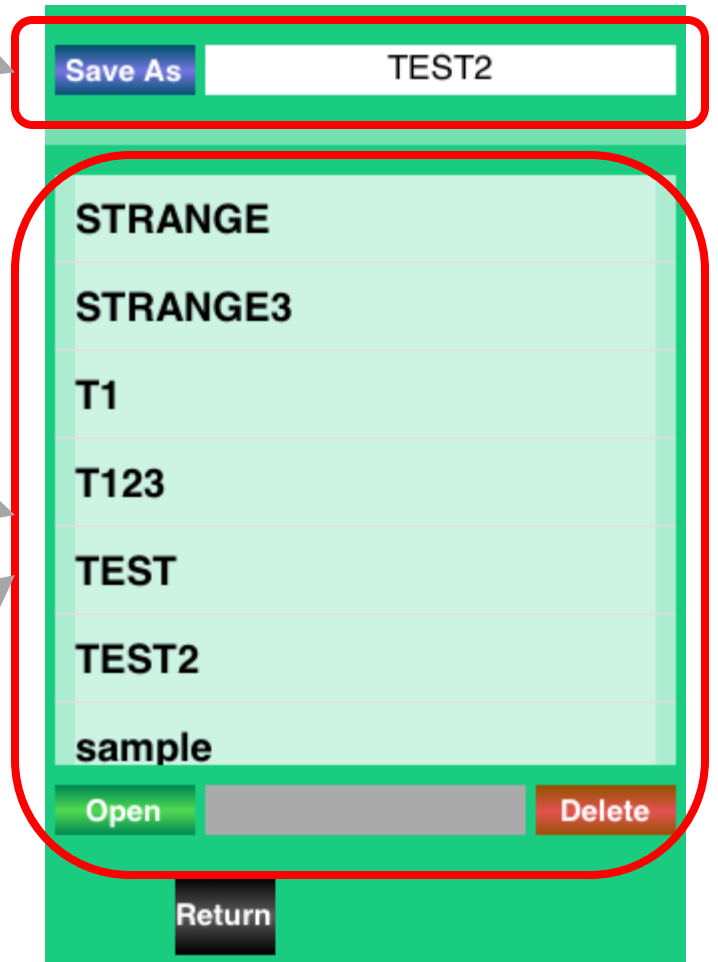 Save As TEST2
STRANGE
STRANGE3
T1
T123
TEST
TEST2
sample
Open Delete
Return